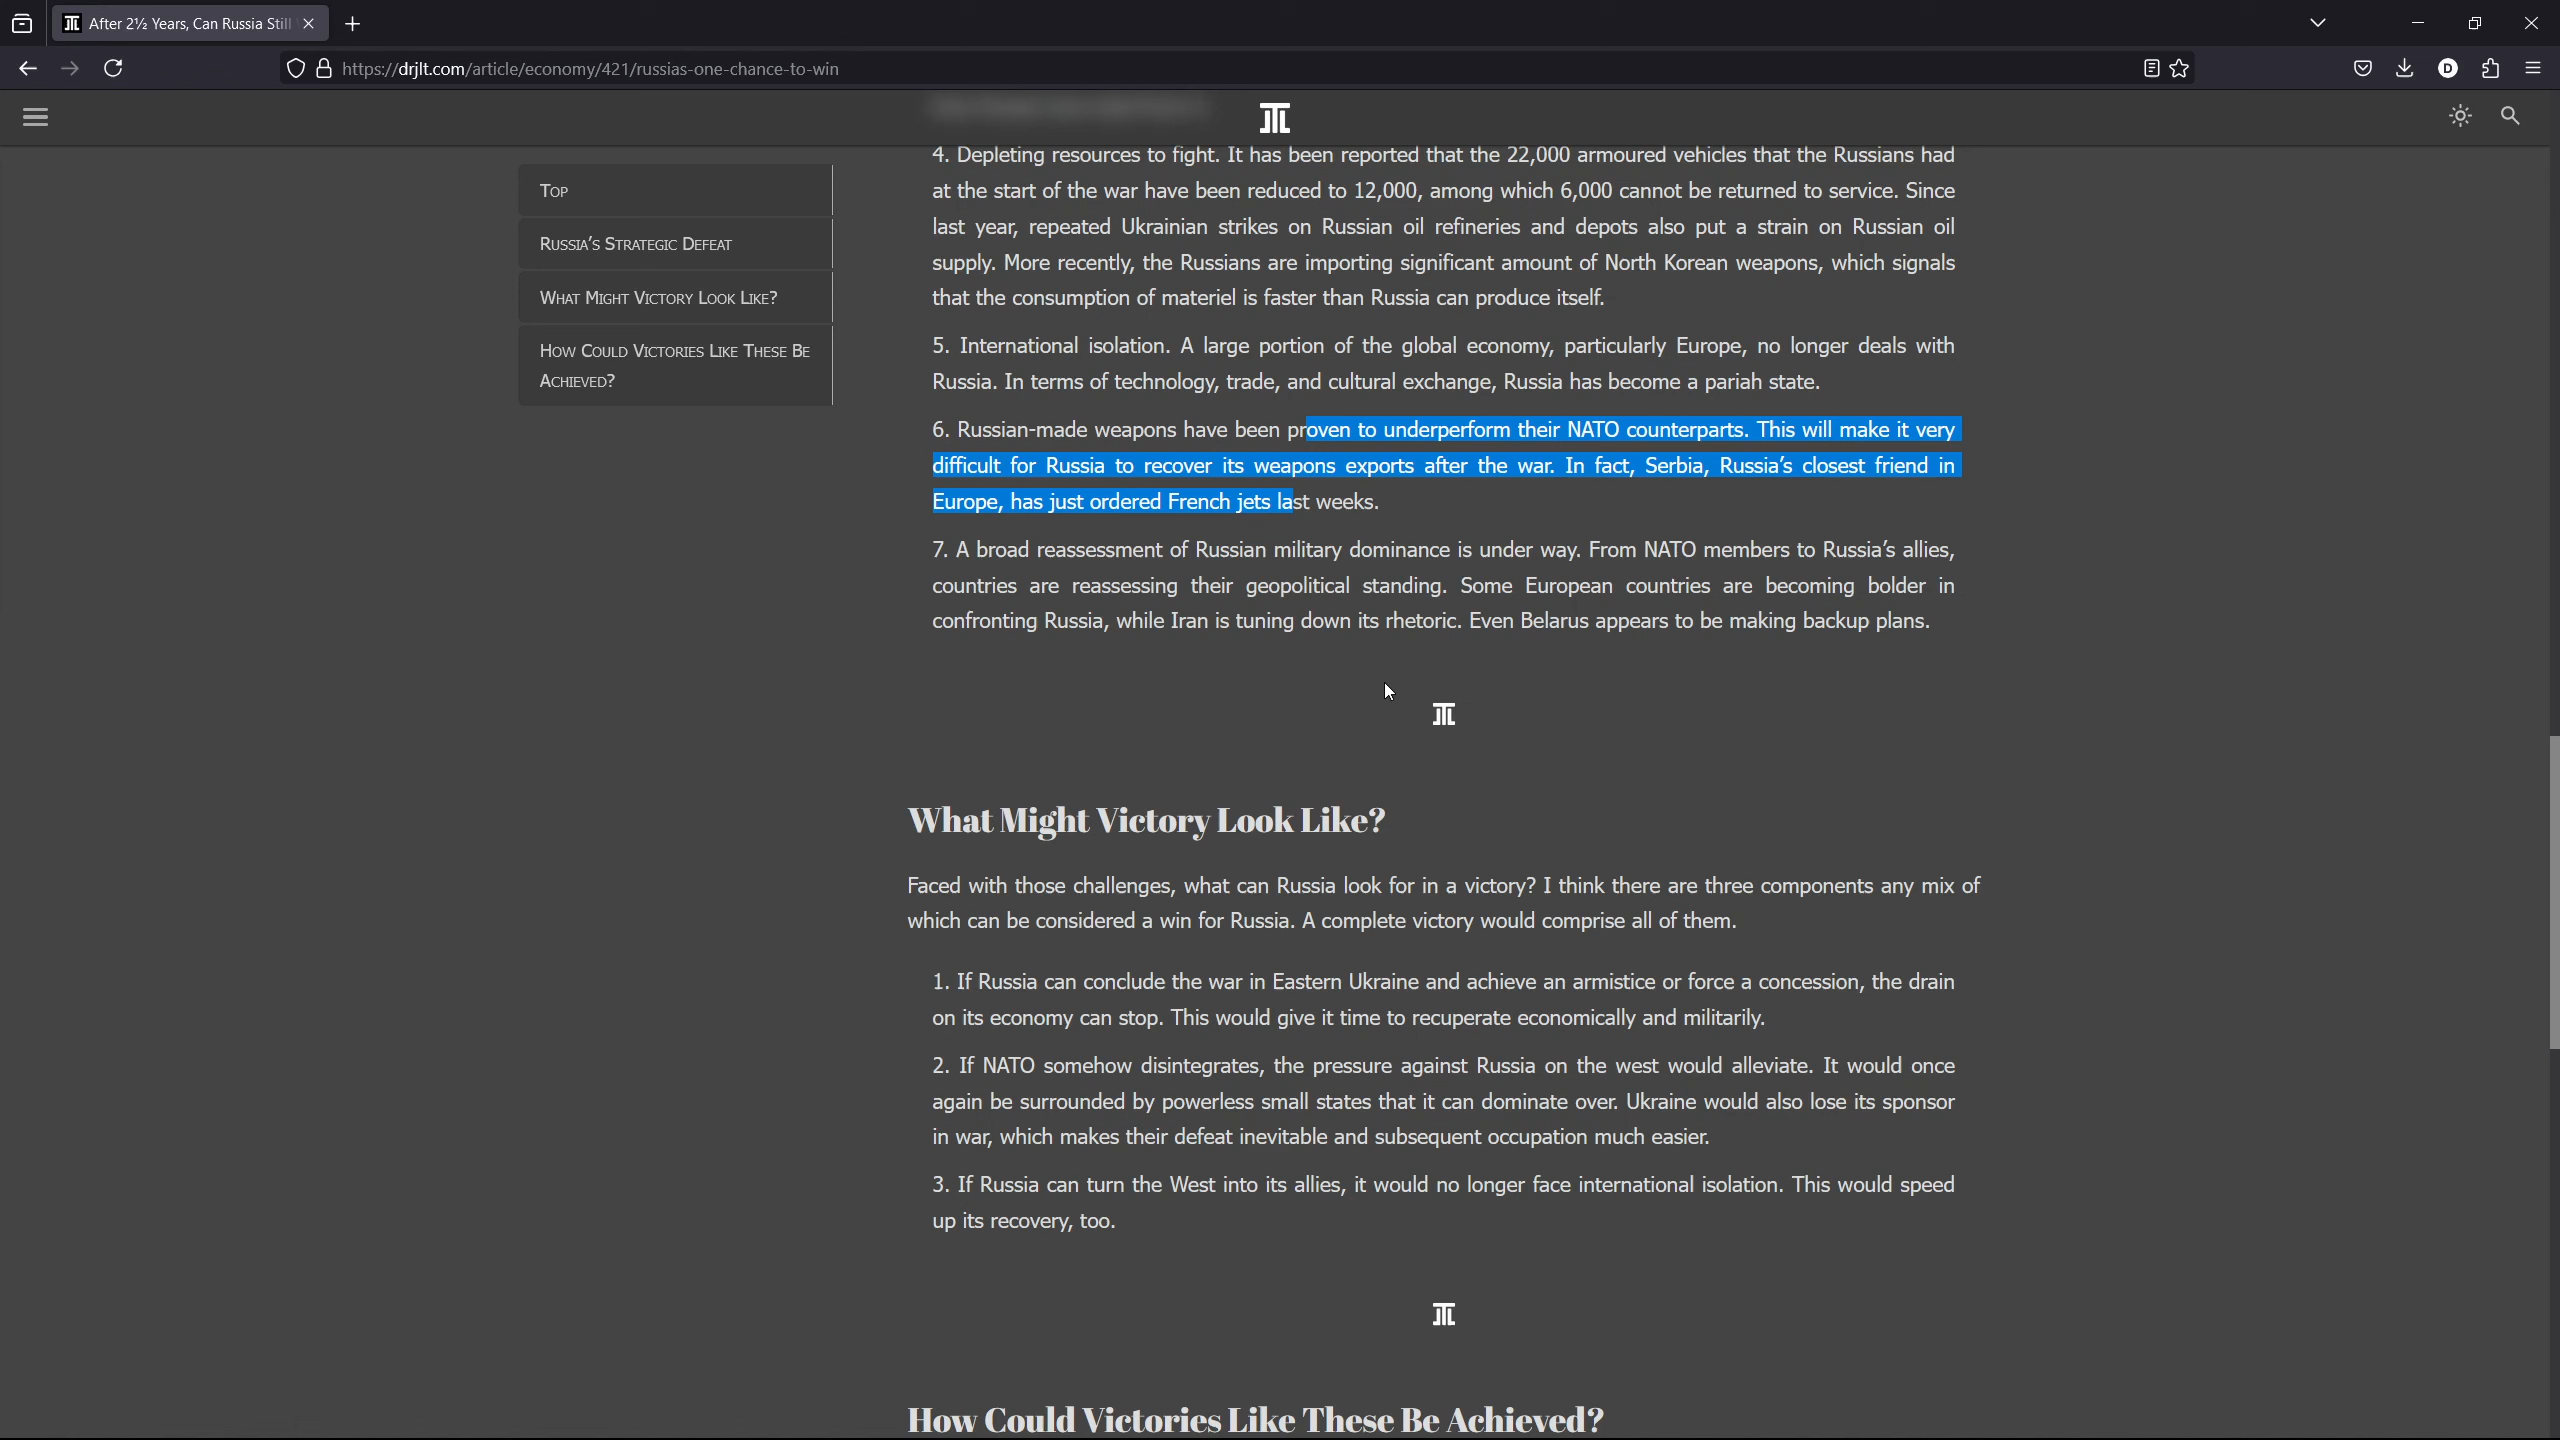 After 2½ Years, Can Russia Still
https://drjlt.com/article/economy/421/russias-one-chance-to-win
Top
Russia's Strategic Defeat
What Might Victory Look Like?
How Could Victories Like These Be
Achieved?
4. Depleting resources to fight. It has been reported that the 22,000 armoured vehicles that the Russians had
at the start of the war have been reduced to 12,000, among which 6,000 cannot be returned to service. Since
last year, repeated Ukrainian strikes on Russian oil refineries and depots also put a strain on Russian oil
supply. More recently, the Russians are importing significant amount of North Korean weapons, which signals
that the consumption of materiel is faster than Russia can produce itself.
5. International isolation. A large portion of the global economy, particularly Europe, no longer deals with
Russia. In terms of technology, trade, and cultural exchange, Russia has become a pariah state.
6. Russian-made weapons have been proven to underperform their NATO counterparts. This will make it very
difficult for Russia to recover its weapons exports after the war. In fact, Serbia, Russia's closest friend in
Europe, has just ordered French jets last weeks.
7. A broad reassessment of Russian military dominance is under way. From NATO members to Russia's allies,
countries are reassessing their geopolitical standing. Some European countries are becoming bolder in
confronting Russia, while Iran is tuning down its rhetoric. Even Belarus appears to be making backup plans.
What Might Victory Look Like?
Faced with those challenges, what can Russia look for in a victory? I think there are three components any mix of
which can be considered a win for Russia. A complete victory would comprise all of them.
1. If Russia can conclude the war in Eastern Ukraine and achieve an armistice or force a concession, the drain
on its economy can stop. This would give it time to recuperate economically and militarily.
2. If NATO somehow disintegrates, the pressure against Russia on the west would alleviate. It would once
again be surrounded by powerless small states that it can dominate over. Ukraine would also lose its sponsor
in war, which makes their defeat inevitable and subsequent occupation much easier.
3. If Russia can turn the West into its allies, it would no longer face international isolation. This would speed
up its recovery, too.
How Could Victories Like These Be Achieved?